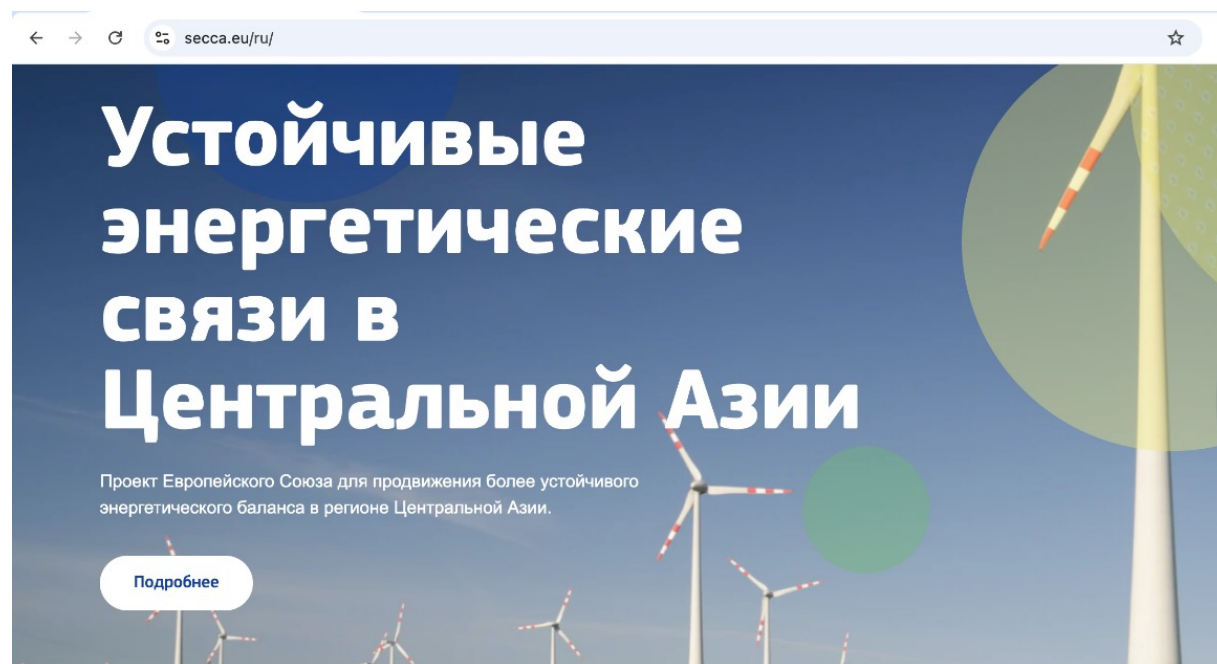 secca.eu/ru/
Устойчивые
энергетические
связи в
Центральной Азии
Проект Европейского Союза для продвижения более устойчивого
энергетического баланса в регионе Центральной Азии.
Подробнее